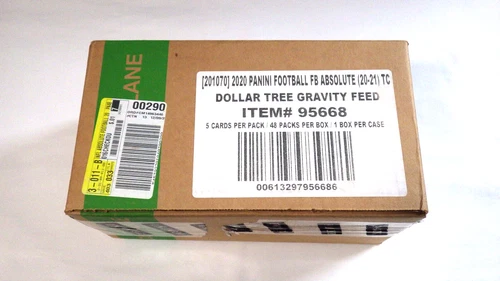 LANE
00290
3-011-B
[201070] 2020 PANINI FOOTBALL FB ABSOLUTE (20-21) TC
DOLLAR TREE GRAVITY FEED
ITEM# 95668
5 CARDS PER PACK / 48 PACKS PER BOX / 1 BOX PER CASE
00613297956686